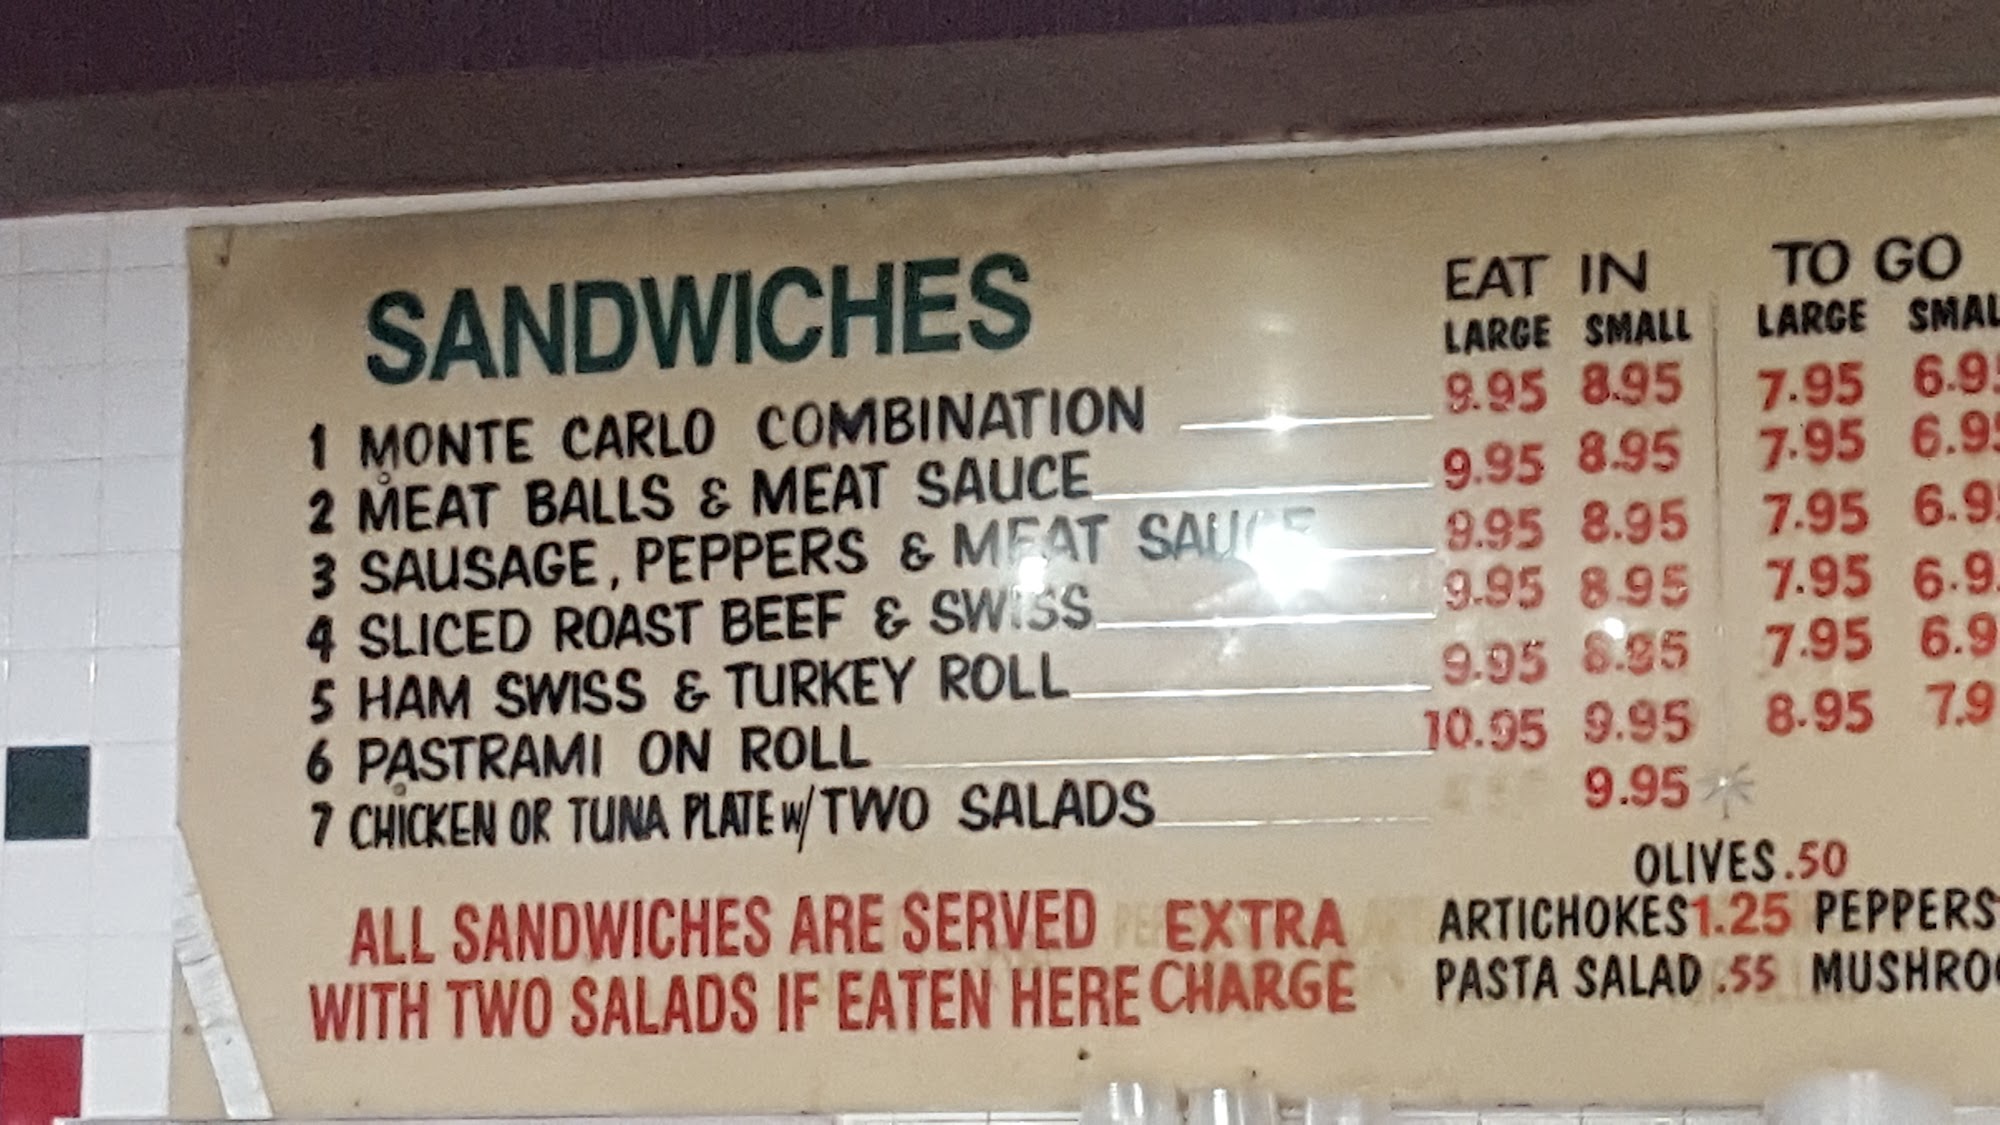 SANDWICHES EAT IN TO GO
LARGE SMALL LARGE
1 MONTE CARLO COMBINATION 9.95 8.95 7.95
2 MEAT BALLS & MEAT SAUCE 9.95 8.95 7.95
3 SAUSAGE, PEPPERS & MEAT SAUCE 9.95 8.95 7.95
4 SLICED ROAST BEEF & SWISS 9.95 8.95 7.95
5 HAM SWISS & TURKEY ROLL 9.95 8.95 7.95
6 PASTRAMI ON ROLL 10.95 9.95 8.95
7 CHICKEN OR TUNA PLATE W/ TWO SALADS 9.95 *
OLIVES .50
ALL SANDWICHES ARE SERVED EXTRA ARTICHOKES 1.25 PEPPERS
WITH TWO SALADS IF EATEN HERE CHARGE PASTA SALAD .55